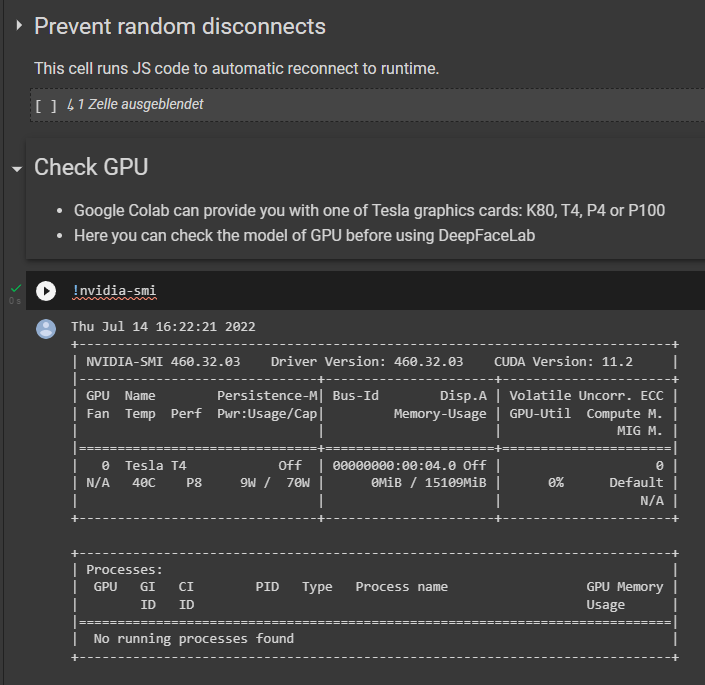 Prevent random disconnects
This cell runs JS code to automatic reconnect to runtime.
[ ] ↳ 1 Zelle ausgeblendet
Check GPU
• Google Colab can provide you with one of Tesla graphics cards: K80, T4, P4 or P100
• Here you can check the model of GPU before using DeepFaceLab
!nvidia-smi
0 s
Thu Jul 14 16:22:21 2022
+-----------------------------------------------------------------------------+
| NVIDIA-SMI 460.32.03    Driver Version: 460.32.03    CUDA Version: 11.2     |
|-------------------------------+----------------------+----------------------+
| GPU  Name        Persistence-M| Bus-Id        Disp.A | Volatile Uncorr. ECC |
| Fan  Temp  Perf  Pwr:Usage/Cap|         Memory-Usage | GPU-Util  Compute M. |
|                               |                      |               MIG M. |
|===============================+======================+======================|
|   0  Tesla T4            Off  | 00000000:00:04.0 Off |                    0 |
| N/A   40C    P8     9W /  70W |      0MiB / 15109MiB |      0%      Default |
|                               |                      |                  N/A |
+-------------------------------+----------------------+----------------------+
+-----------------------------------------------------------------------------+
| Processes:                                                                  |
|  GPU   GI   CI        PID   Type   Process name                  GPU Memory |
|        ID   ID                                                   Usage      |
|=============================================================================|
|  No running processes found                                                 |
+-----------------------------------------------------------------------------+